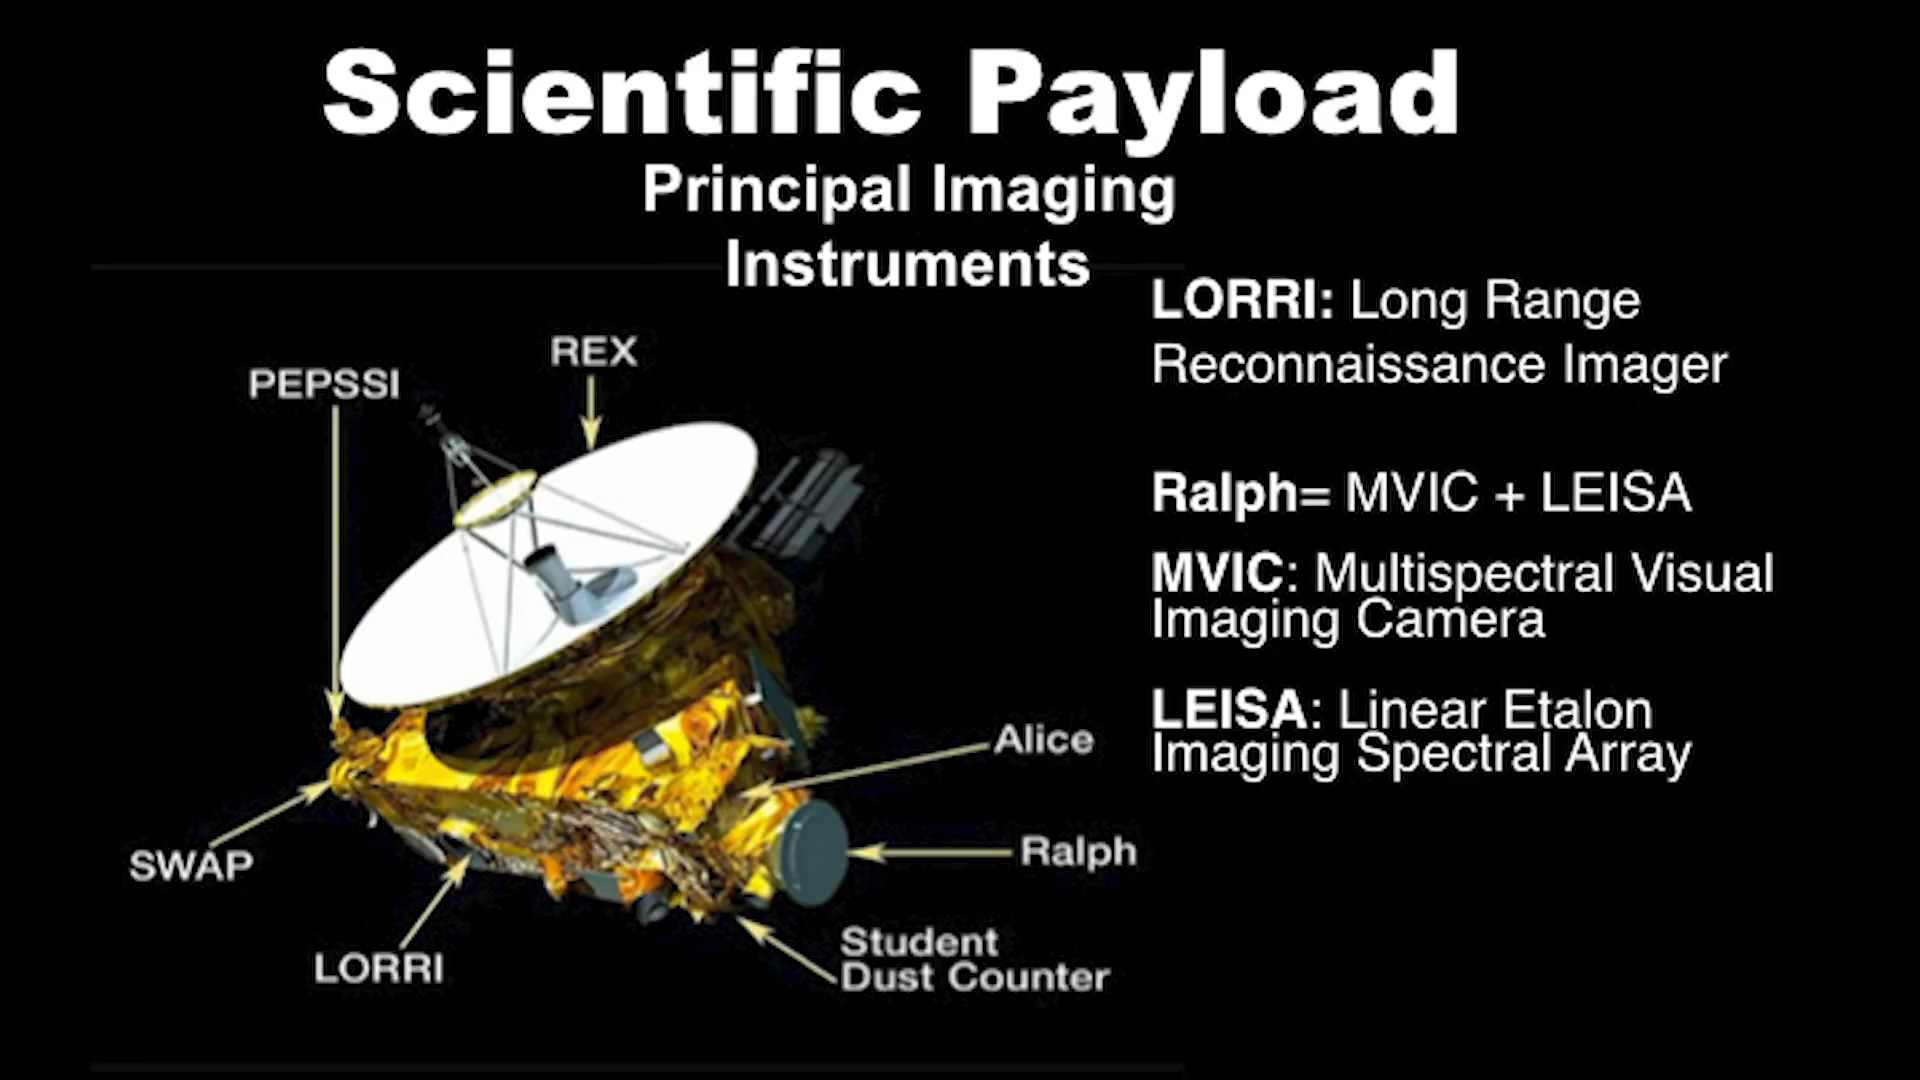 Scientific Payload
Principal Imaging
Instruments
LORRI: Long Range
Reconnaissance Imager
Ralph= MVIC + LEISA
MVIC: Multispectral Visual
Imaging Camera
LEISA: Linear Etalon
Imaging Spectral Array
REX
PEPSSI
Alice
Ralph
SWAP
LORRI
Student
Dust Counter